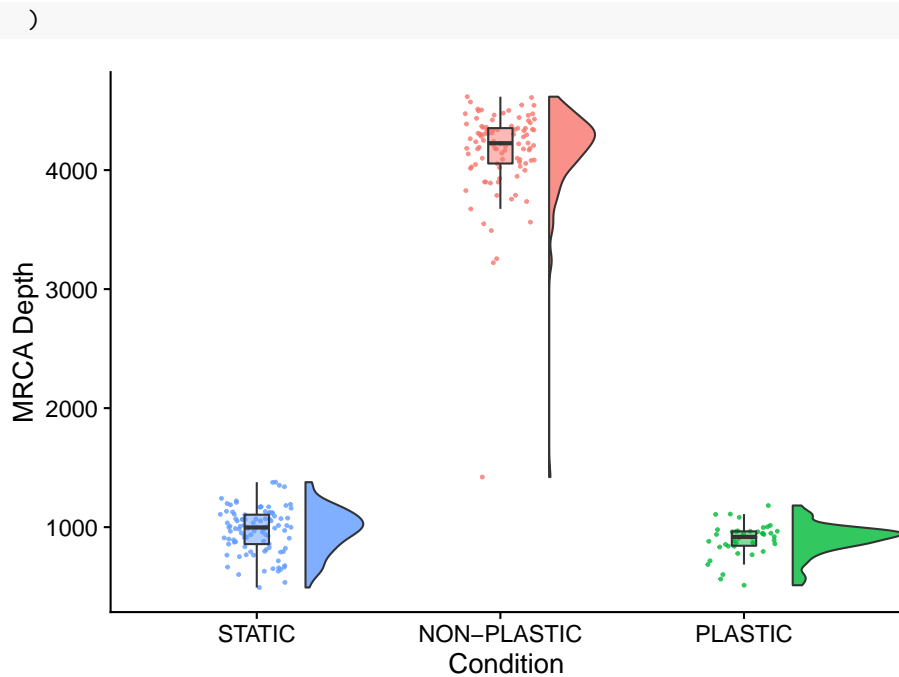 )
4000
3000
2000
1000
MRCA Depth
STATIC
NON−PLASTIC
PLASTIC
Condition